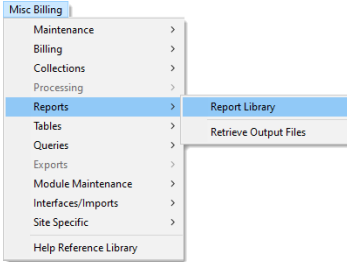 Misc Billing
Maintenance
Billing
Collections
Processing
Reports
Tables
Queries
Exports
Module Maintenance
Interfaces/Imports
Site Specific
Help Reference Library
Report Library
Retrieve Output Files